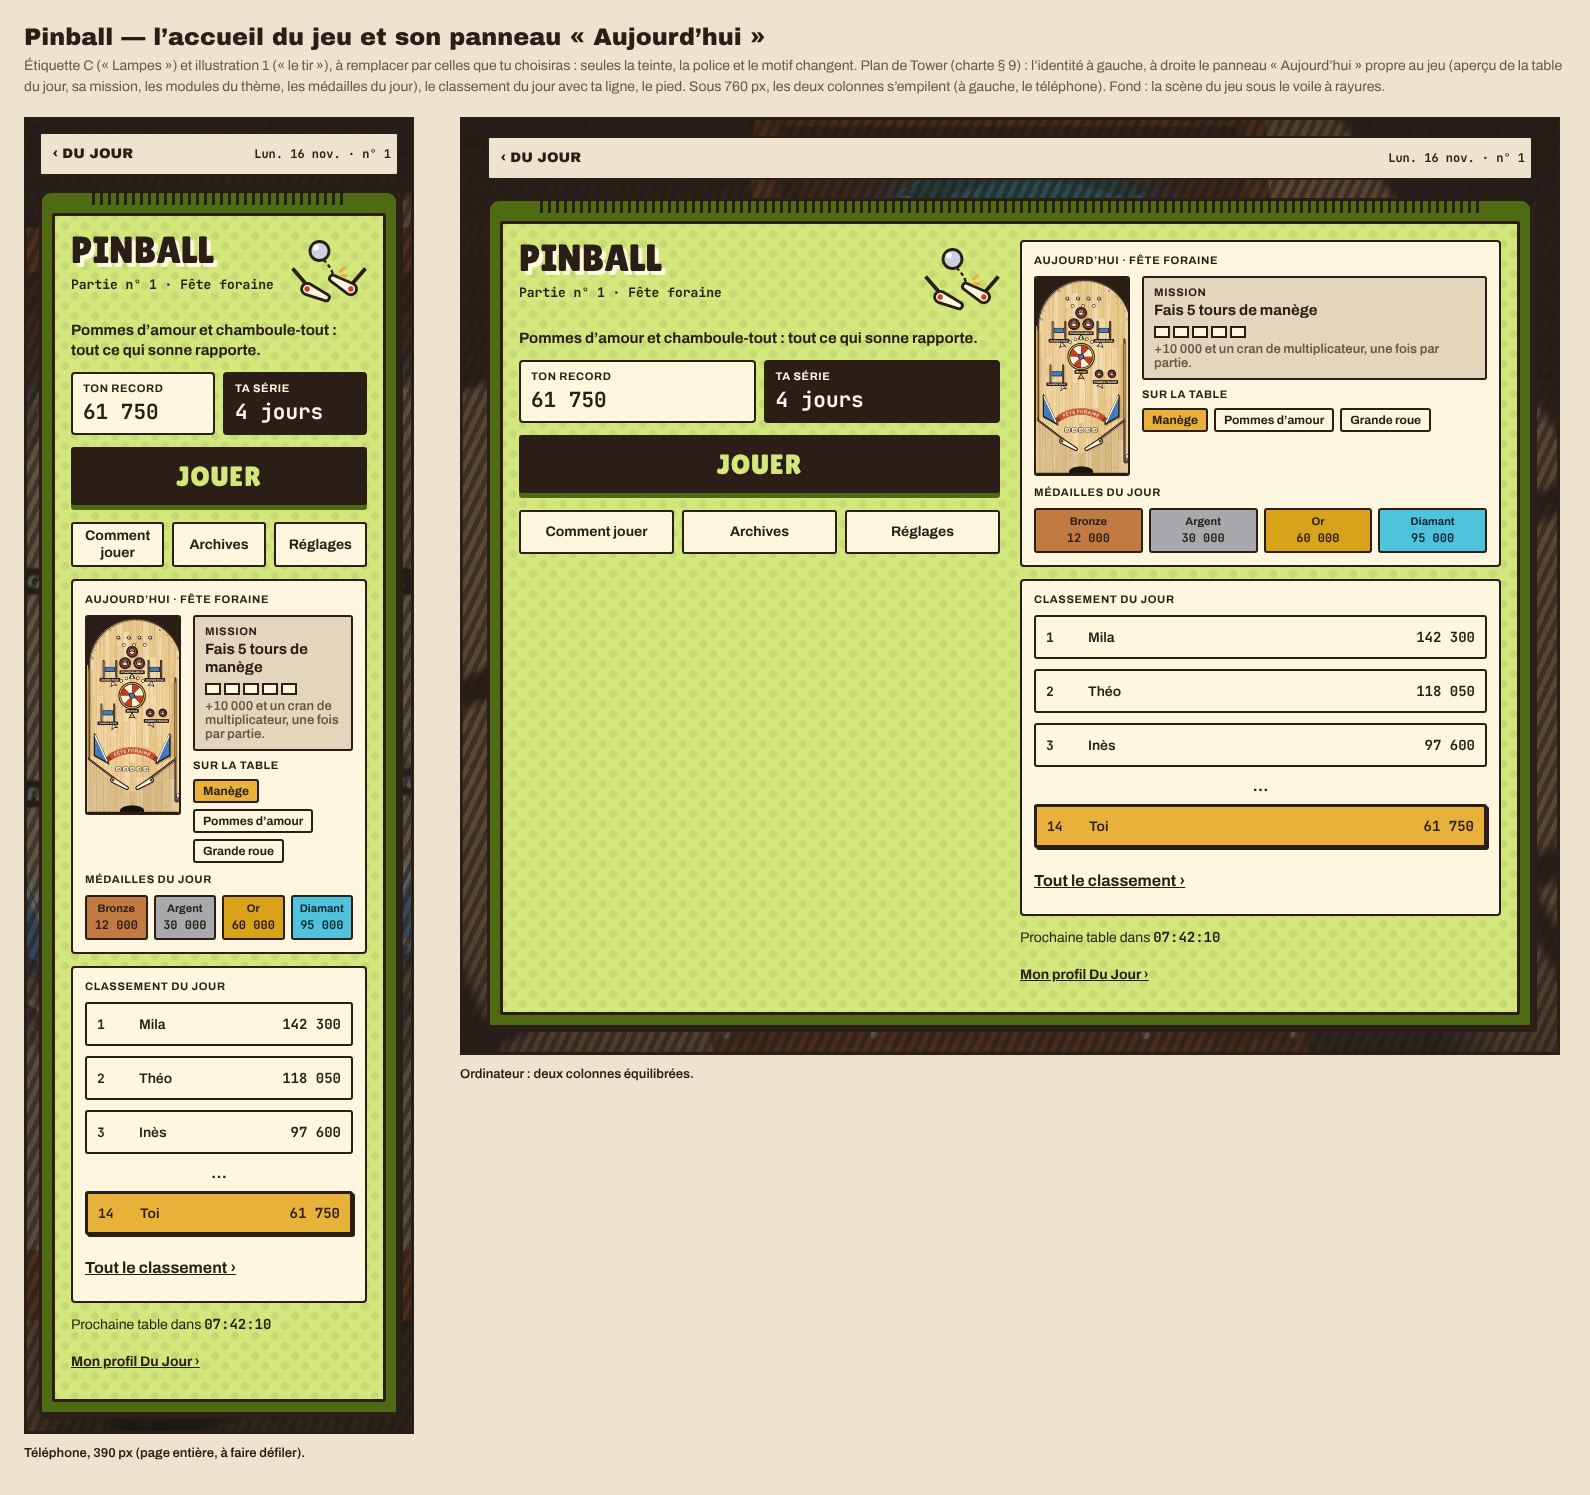 Pinball — l’accueil du jeu et son panneau « Aujourd’hui »
Étiquette C (« Lampes ») et illustration 1 (« le tir »), à remplacer par celles que tu choisiras : seules la teinte, la police et le motif changent. Plan de Tower (charte § 9) : l’identité à gauche, à droite le panneau « Aujourd’hui » propre au jeu (aperçu de la table
du jour, sa mission, les modules du thème, les médailles du jour), le classement du jour avec ta ligne, le pied. Sous 760 px, les deux colonnes s’empilent (à gauche, le téléphone). Fond : la scène du jeu sous le voile à rayures.
‹ DU JOUR
Lun. 16 nov. · n° 1
PINBALL
Partie n° 1 · Fête foraine
Pommes d’amour et chamboule-tout :
tout ce qui sonne rapporte.
TON RECORD
61 750
TA SÉRIE
4 jours
JOUER
Comment
jouer
Archives
Réglages
AUJOURD’HUI · FÊTE FORAINE
FÊTE FORAINE
MISSION
Fais 5 tours de
manège
+10 000 et un cran de
multiplicateur, une fois
par partie.
SUR LA TABLE
Manège
Pommes d’amour
Grande roue
MÉDAILLES DU JOUR
Bronze
12 000
Argent
30 000
Or
60 000
Diamant
95 000
CLASSEMENT DU JOUR
1 Mila 142 300
2 Théo 118 050
3 Inès 97 600
…
14 Toi 61 750
Tout le classement ›
Prochaine table dans 07:42:10
Mon profil Du Jour ›
Téléphone, 390 px (page entière, à faire défiler).
‹ DU JOUR
Lun. 16 nov. · n° 1
PINBALL
Partie n° 1 · Fête foraine
Pommes d’amour et chamboule-tout : tout ce qui sonne rapporte.
TON RECORD
61 750
TA SÉRIE
4 jours
JOUER
Comment jouer
Archives
Réglages
AUJOURD’HUI · FÊTE FORAINE
FÊTE FORAINE
MISSION
Fais 5 tours de manège
+10 000 et un cran de multiplicateur, une fois par
partie.
SUR LA TABLE
Manège
Pommes d’amour
Grande roue
MÉDAILLES DU JOUR
Bronze
12 000
Argent
30 000
Or
60 000
Diamant
95 000
CLASSEMENT DU JOUR
1 Mila 142 300
2 Théo 118 050
3 Inès 97 600
…
14 Toi 61 750
Tout le classement ›
Prochaine table dans 07:42:10
Mon profil Du Jour ›
Ordinateur : deux colonnes équilibrées.